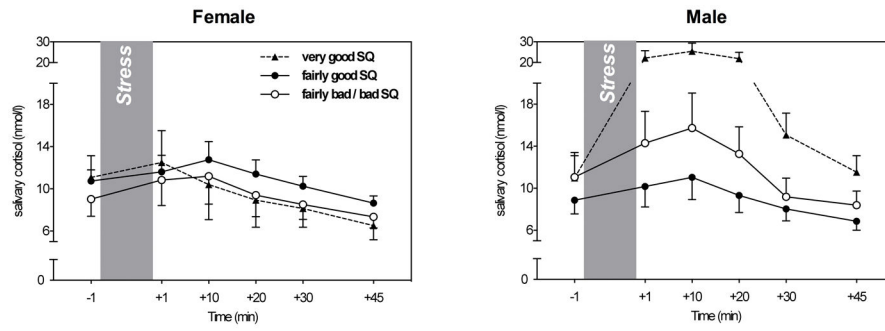 Female
Male
30
20
18
14
10
6
0
salivary cortisol (nmol/l)
Stress
very good SQ
fairly good SQ
fairly bad / bad SQ
-1
+1
+10
+20
+30
+45
Time (min)
30
20
18
14
10
6
0
salivary cortisol (nmol/l)
Stress
-1
+1
+10
+20
+30
+45
Time (min)